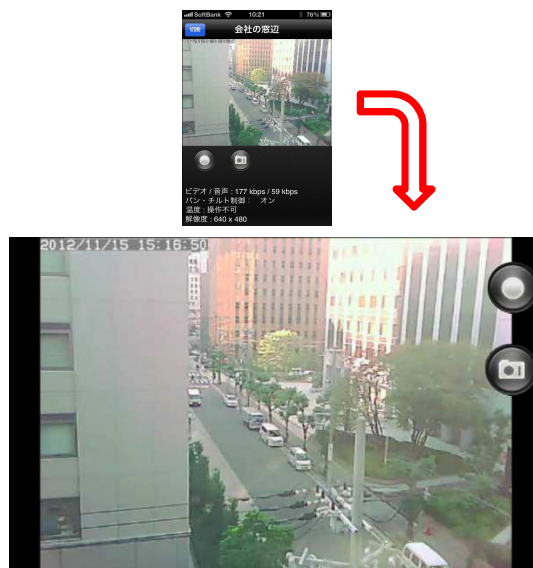 SoftBank 10:21 76%
切断 会社の窓辺
ビデオ / 音声 : 177 kbps / 59 kbps
パン・チルト制御： オン
温度 : 操作不可
解像度 : 640 x 480
2012/11/15 15:16:50